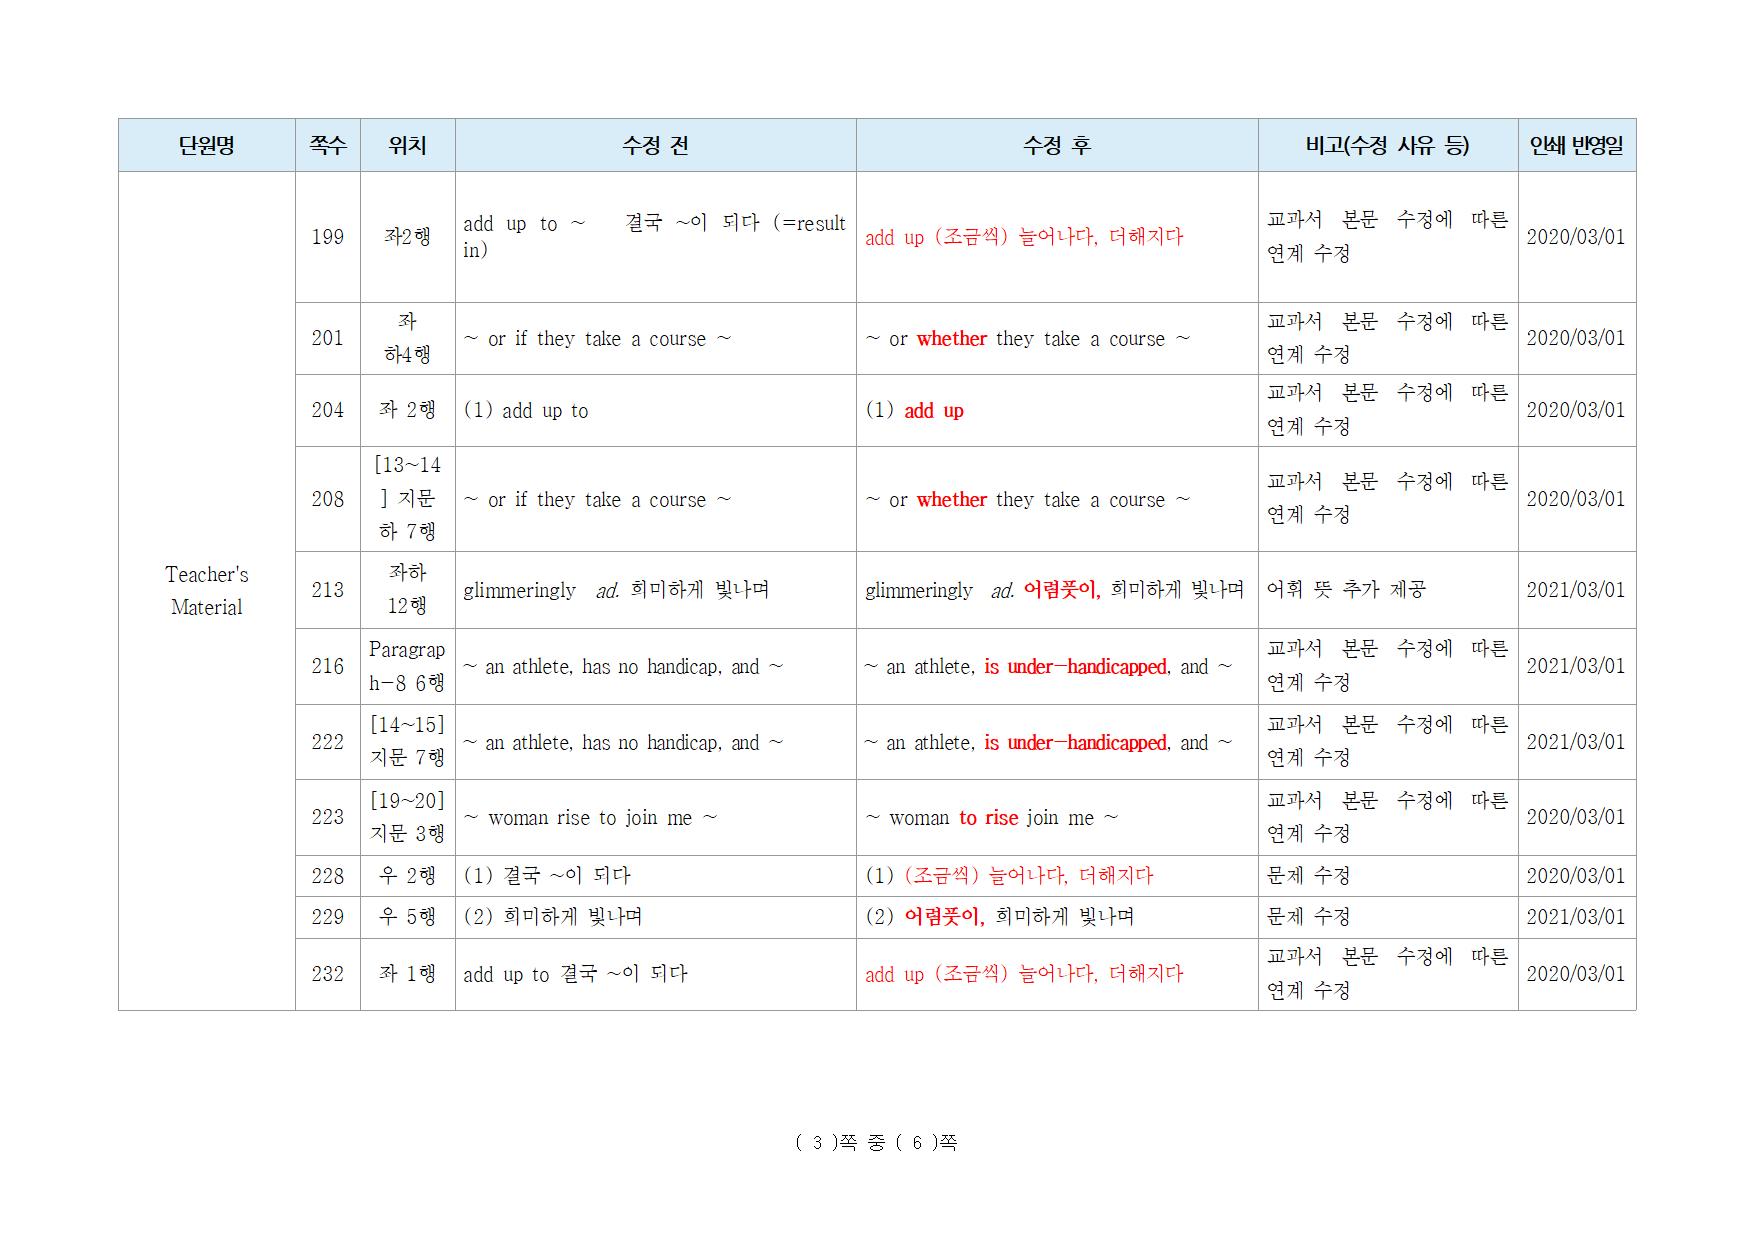 단원명 쪽수 위치 수정 전 수정 후 비고(수정 사유 등) 인쇄 반영일
Teacher's
Material
199 좌2행 add up to ~ 결국 ~이 되다 (=result
in) add up (조금씩) 늘어나다, 더해지다 교과서 본문 수정에 따른
연계 수정 2020/03/01
201 좌
하4행 ~ or if they take a course ~ ~ or whether they take a course ~ 교과서 본문 수정에 따른
연계 수정 2020/03/01
204 좌 2행 (1) add up to (1) add up 교과서 본문 수정에 따른
연계 수정 2020/03/01
208 [13~14
] 지문
하 7행 ~ or if they take a course ~ ~ or whether they take a course ~ 교과서 본문 수정에 따른
연계 수정 2020/03/01
213 좌하
12행 glimmeringly ad. 희미하게 빛나며 glimmeringly ad. 어렴풋이, 희미하게 빛나며 어휘 뜻 추가 제공 2021/03/01
216 Paragrap
h-8 6행 ~ an athlete, has no handicap, and ~ ~ an athlete, is under-handicapped, and ~ 교과서 본문 수정에 따른
연계 수정 2021/03/01
222 [14~15]
지문 7행 ~ an athlete, has no handicap, and ~ ~ an athlete, is under-handicapped, and ~ 교과서 본문 수정에 따른
연계 수정 2021/03/01
223 [19~20]
지문 3행 ~ woman rise to join me ~ ~ woman to rise join me ~ 교과서 본문 수정에 따른
연계 수정 2020/03/01
228 우 2행 (1) 결국 ~이 되다 (1) (조금씩) 늘어나다, 더해지다 문제 수정 2020/03/01
229 우 5행 (2) 희미하게 빛나며 (2) 어렴풋이, 희미하게 빛나며 문제 수정 2021/03/01
232 좌 1행 add up to 결국 ~이 되다 add up (조금씩) 늘어나다, 더해지다 교과서 본문 수정에 따른
연계 수정 2020/03/01
( 3 )쪽 중 ( 6 )쪽